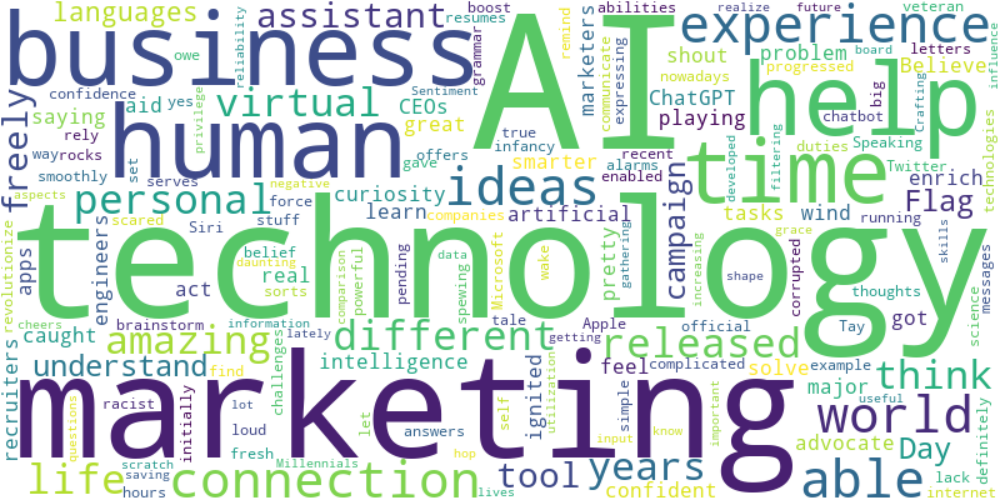 languages
assistant
resumes
boost
abilities
realize
future
veteran
business
AI
experience
owe
reliability
grammar
remind
marketers
communicate
expressing
shout
problem
board
letters
influence
nowadays
progressed
Believe
confidence
yes
Sentiment
freely
saying
aid
virtual
CEOs
ChatGPT
big
Crafting
help
privilege
great
playing
chatbot
rely
human
true
infancy
duties
Speaking
technologies
way
rocks
set
gave
offers
smarter
recent
time
developed
filtering
Twitter
smoothly
serves
alarms
enabled
enrich
aspects
personal
negative
force
curiosity
ideas
campaign
Flag
revolutionize
scared
Siri
stuff
learn
companies
artificial
tasks
wind
running
skills
apps
engineers
technology
belief
daunting
real
sorts
comparison
powerful
pending
data
spewing
Microsoft
wake
pretty
gathering
increasing
grace
shape
corrupted
thoughts
science
messages
act
cheers
brainstorm
information
lately
tale
Apple
getting
official
Tay
got
caught
amazing
different
released
recruiters
understand
find
challenges
intelligence
ignited
utilization
feel
complicated
solve
example
useful
think
questions
racist
initially
lot
loud
marketing
let
answers
self
simple
input
know
important
major
world
fresh
hop
advocate
Day
definitely
life
scratch
saving
hours
Millennials
connection
lives
tool
years
confident
able
lack
internet